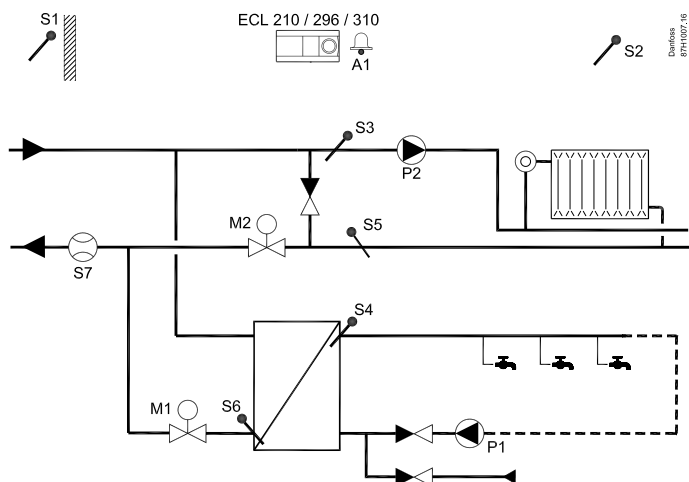 S1
ECL 210 / 296 / 310
A1
S2
Danfoss
87H1007.16
S3
P2
M2
S5
S7
S4
M1
S6
P1